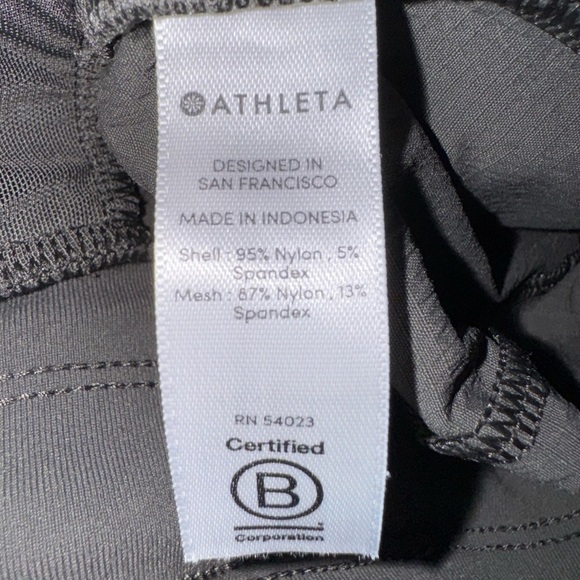 ATHLETA
DESIGNED IN
SAN FRANCISCO
MADE IN INDONESIA
Shell : 95% Nylon , 5%
Spandex
Mesh : 87% Nylon , 13%
Spandex
RN 54023
Certified
B
Corporation